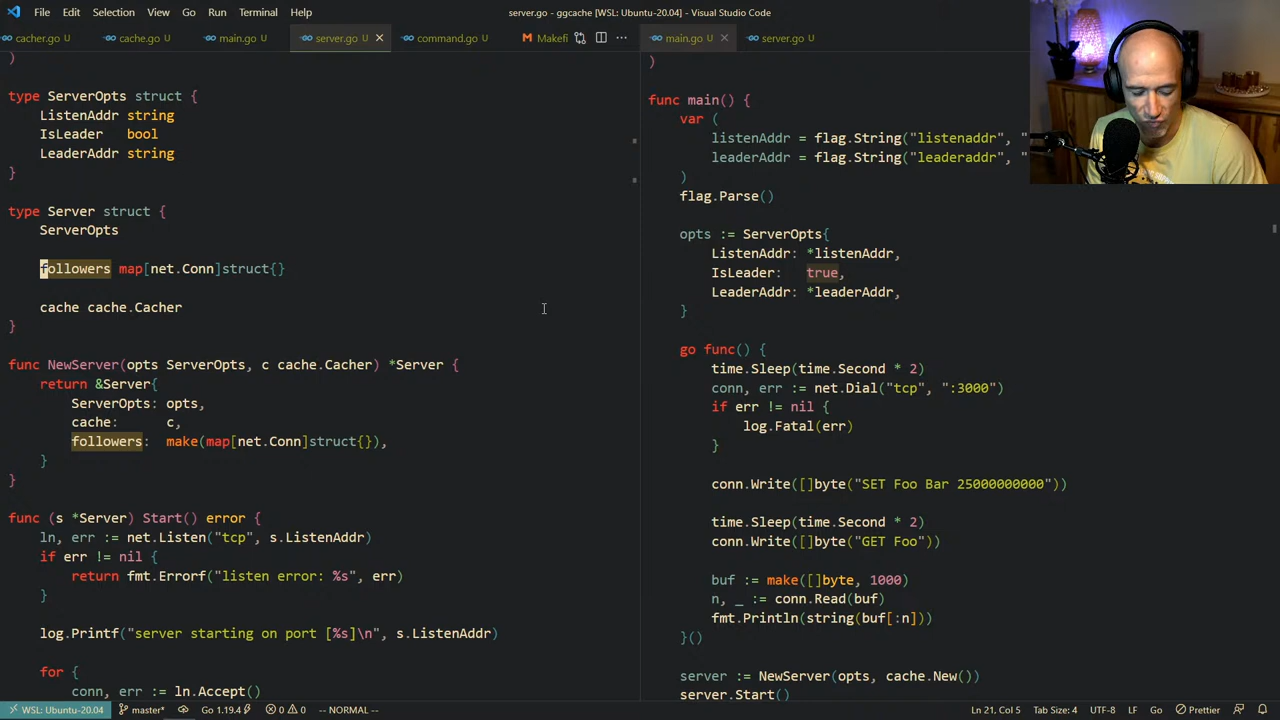 File Edit Selection View Go Run Terminal Help
server.go - ggcache [WSL: Ubuntu-20.04] - Visual Studio Code
cacher.go U
cache.go U
main.go U
server.go U
command.go U
Makefi
)
type ServerOpts struct {
ListenAddr string
IsLeader bool
LeaderAddr string
}
type Server struct {
ServerOpts
followers map[net.Conn]struct{}
cache cache.Cacher
}
func NewServer(opts ServerOpts, c cache.Cacher) *Server {
return &Server{
ServerOpts: opts,
cache: c,
followers: make(map[net.Conn]struct{}),
}
}
func (s *Server) Start() error {
ln, err := net.Listen("tcp", s.ListenAddr)
if err != nil {
return fmt.Errorf("listen error: %s", err)
}
log.Printf("server starting on port [%s]\n", s.ListenAddr)
for {
conn, err := ln.Accept()
main.go U
server.go U
)
func main() {
var (
listenAddr = flag.String("listenaddr", "
leaderAddr = flag.String("leaderaddr", "
)
flag.Parse()
opts := ServerOpts{
ListenAddr: *listenAddr,
IsLeader: true,
LeaderAddr: *leaderAddr,
}
go func() {
time.Sleep(time.Second * 2)
conn, err := net.Dial("tcp", ":3000")
if err != nil {
log.Fatal(err)
}
conn.Write([]byte("SET Foo Bar 25000000000"))
time.Sleep(time.Second * 2)
conn.Write([]byte("GET Foo"))
buf := make([]byte, 1000)
n, _ := conn.Read(buf)
fmt.Println(string(buf[:n]))
}()
server := NewServer(opts, cache.New())
server.Start()
WSL: Ubuntu-20.04 master* Go 1.19.4 0 0 -- NORMAL -- Ln 21, Col 5 Tab Size: 4 UTF-8 LF Go Prettier